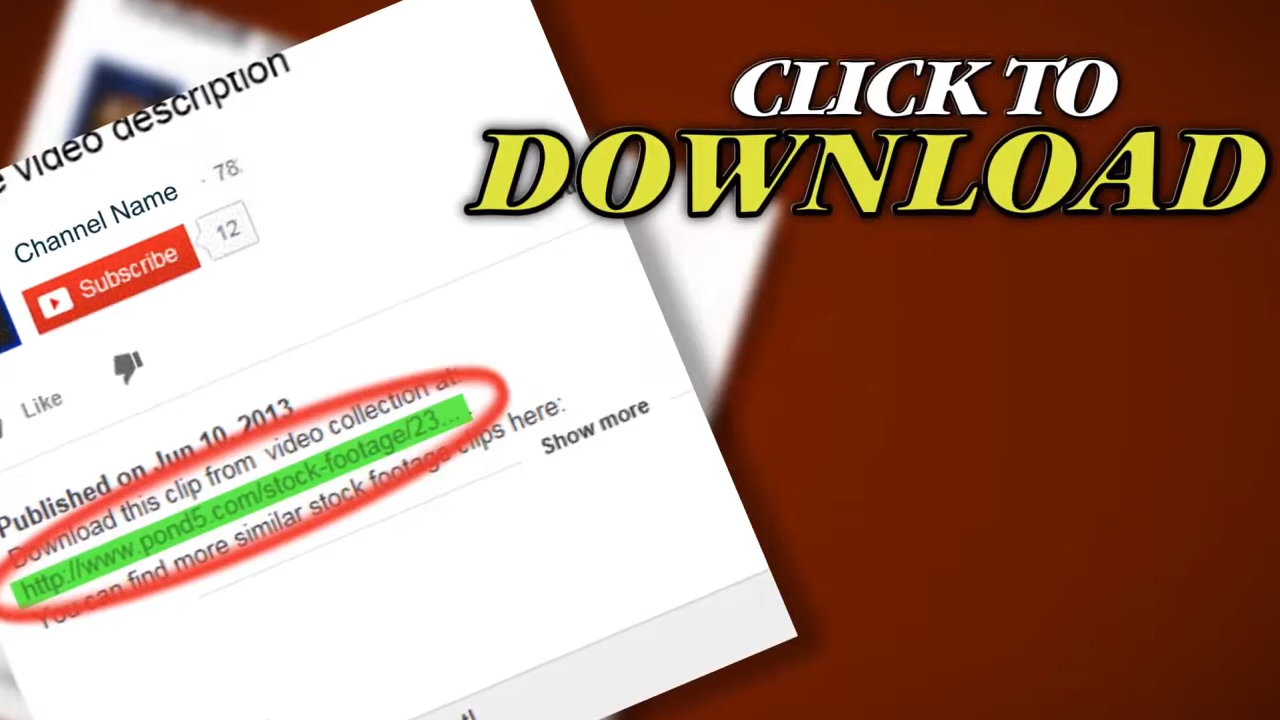 CLICK TO
DOWNLOAD
video description
Channel Name
78
Subscribe
12
Like
Published on Jun 10, 2013
Download this clip from video collection at:
http://www.pond5.com/stock-footage/23...
You can find more similar stock footage clips here:
Show more